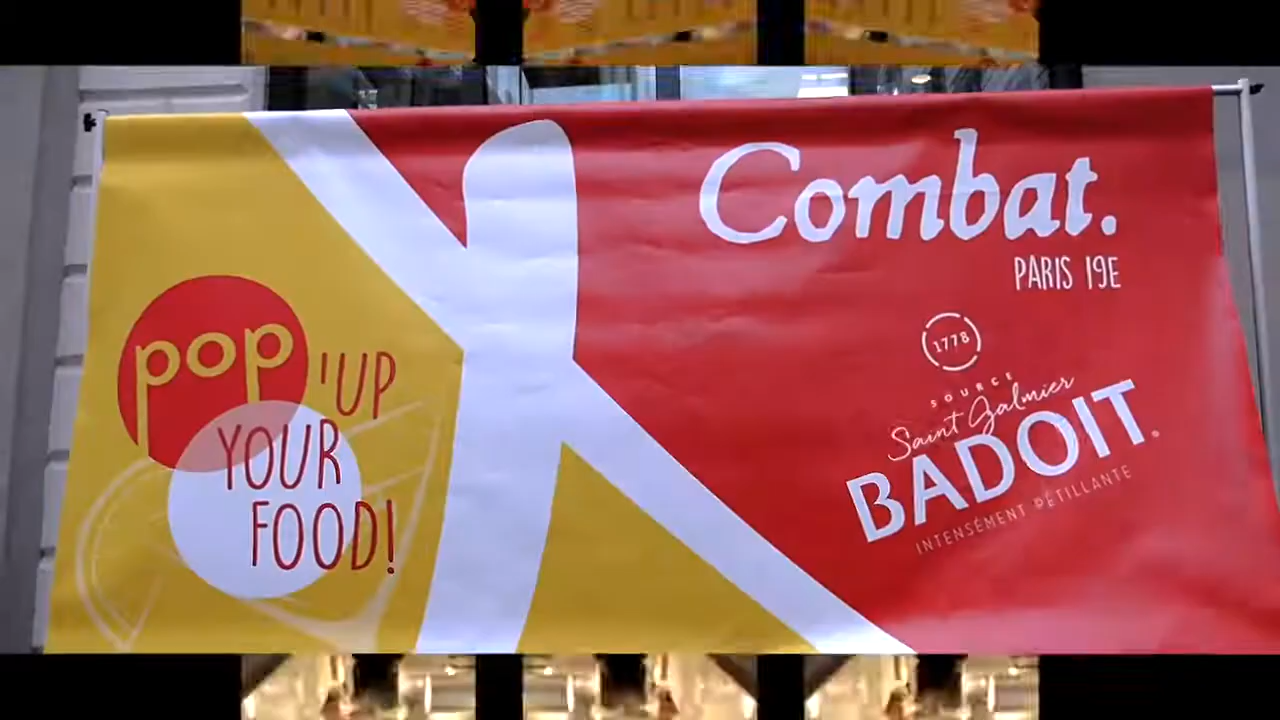 pop
'UP
YOUR
FOOD!
Combat.
PARIS 19E
1778
SOURCE
Saint Galmier
BADOIT.
INTENSÉMENT PÉTILLANTE